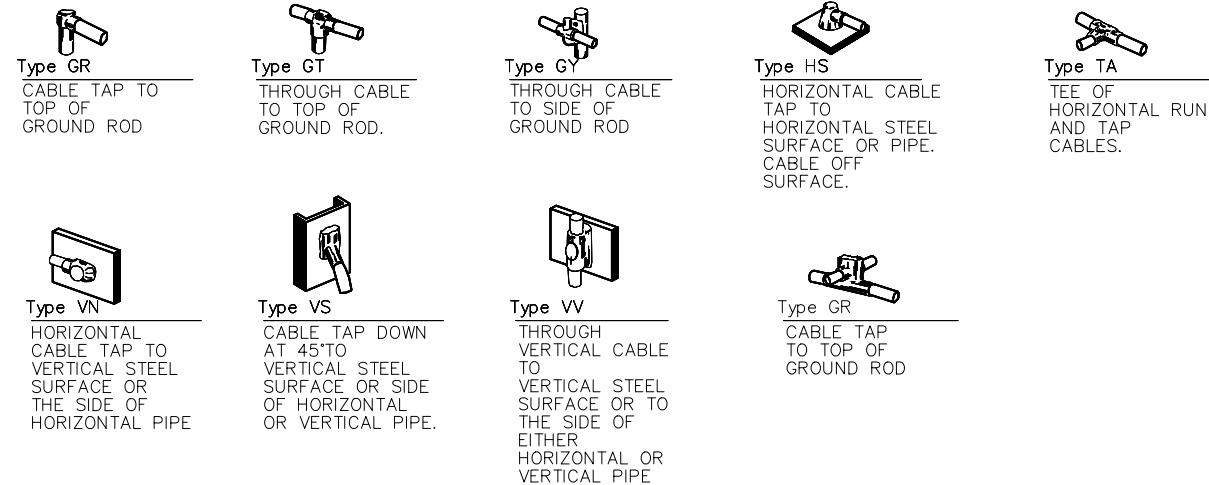 Type GR
CABLE TAP TO
TOP OF
GROUND ROD
Type GT
THROUGH CABLE
TO TOP OF
GROUND ROD.
Type GY
THROUGH CABLE
TO SIDE OF
GROUND ROD
Type HS
HORIZONTAL CABLE
TAP TO
HORIZONTAL STEEL
SURFACE OR PIPE.
CABLE OFF
SURFACE.
Type TA
TEE OF
HORIZONTAL RUN
AND TAP
CABLES.
Type VN
HORIZONTAL
CABLE TAP TO
VERTICAL STEEL
SURFACE OR
THE SIDE OF
HORIZONTAL PIPE
Type VS
CABLE TAP DOWN
AT 45°TO
VERTICAL STEEL
SURFACE OR SIDE
OF HORIZONTAL
OR VERTICAL PIPE.
Type VV
THROUGH
VERTICAL CABLE
TO
VERTICAL STEEL
SURFACE OR TO
THE SIDE OF
EITHER
HORIZONTAL OR
VERTICAL PIPE
Type GR
CABLE TAP
TO TOP OF
GROUND ROD